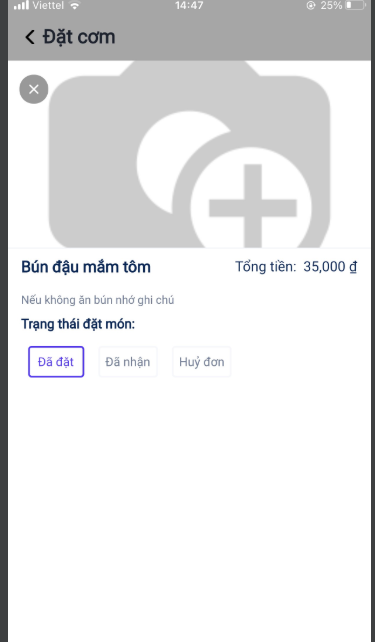 Viettel 14:47 25%
Đặt cơm
Bún đậu mắm tôm Tổng tiền: 35,000 ₫
Nếu không ăn bún nhớ ghi chú
Trạng thái đặt món:
Đã đặt Đã nhận Huỷ đơn